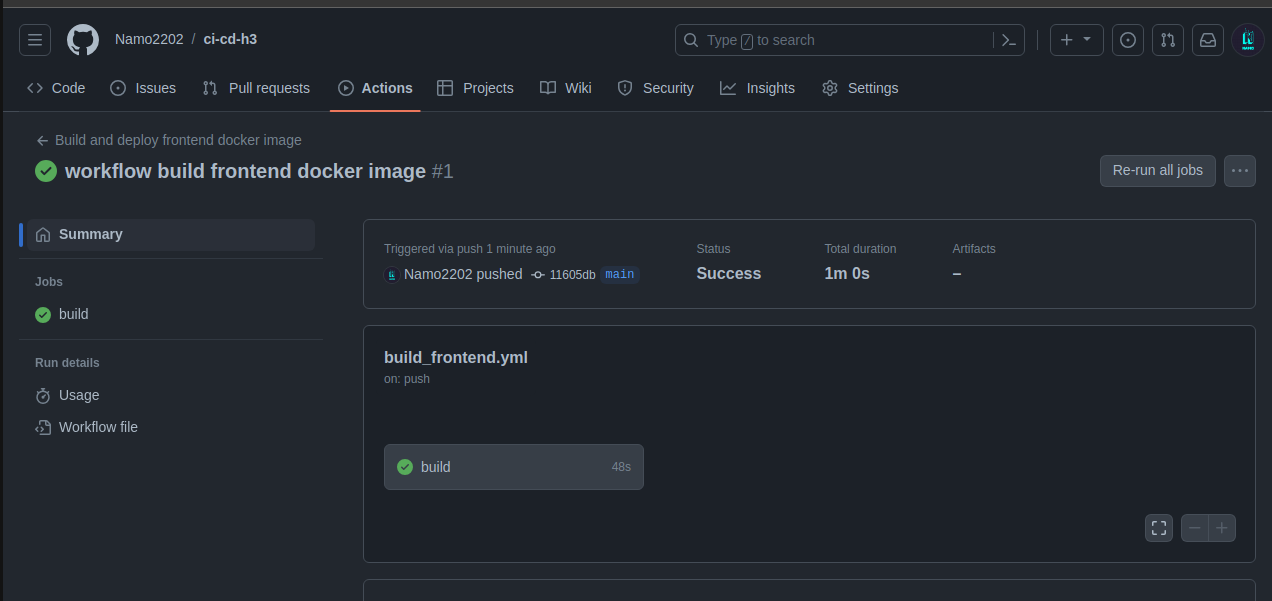 Namo2202 / ci-cd-h3
Type / to search
Code Issues Pull requests Actions Projects Wiki Security Insights Settings
Build and deploy frontend docker image
workflow build frontend docker image #1
Re-run all jobs
Summary
Jobs
build
Run details
Usage
Workflow file
Triggered via push 1 minute ago
Namo2202 pushed 11605db main
Status
Success
Total duration
1m 0s
Artifacts
–
build_frontend.yml
on: push
build 48s